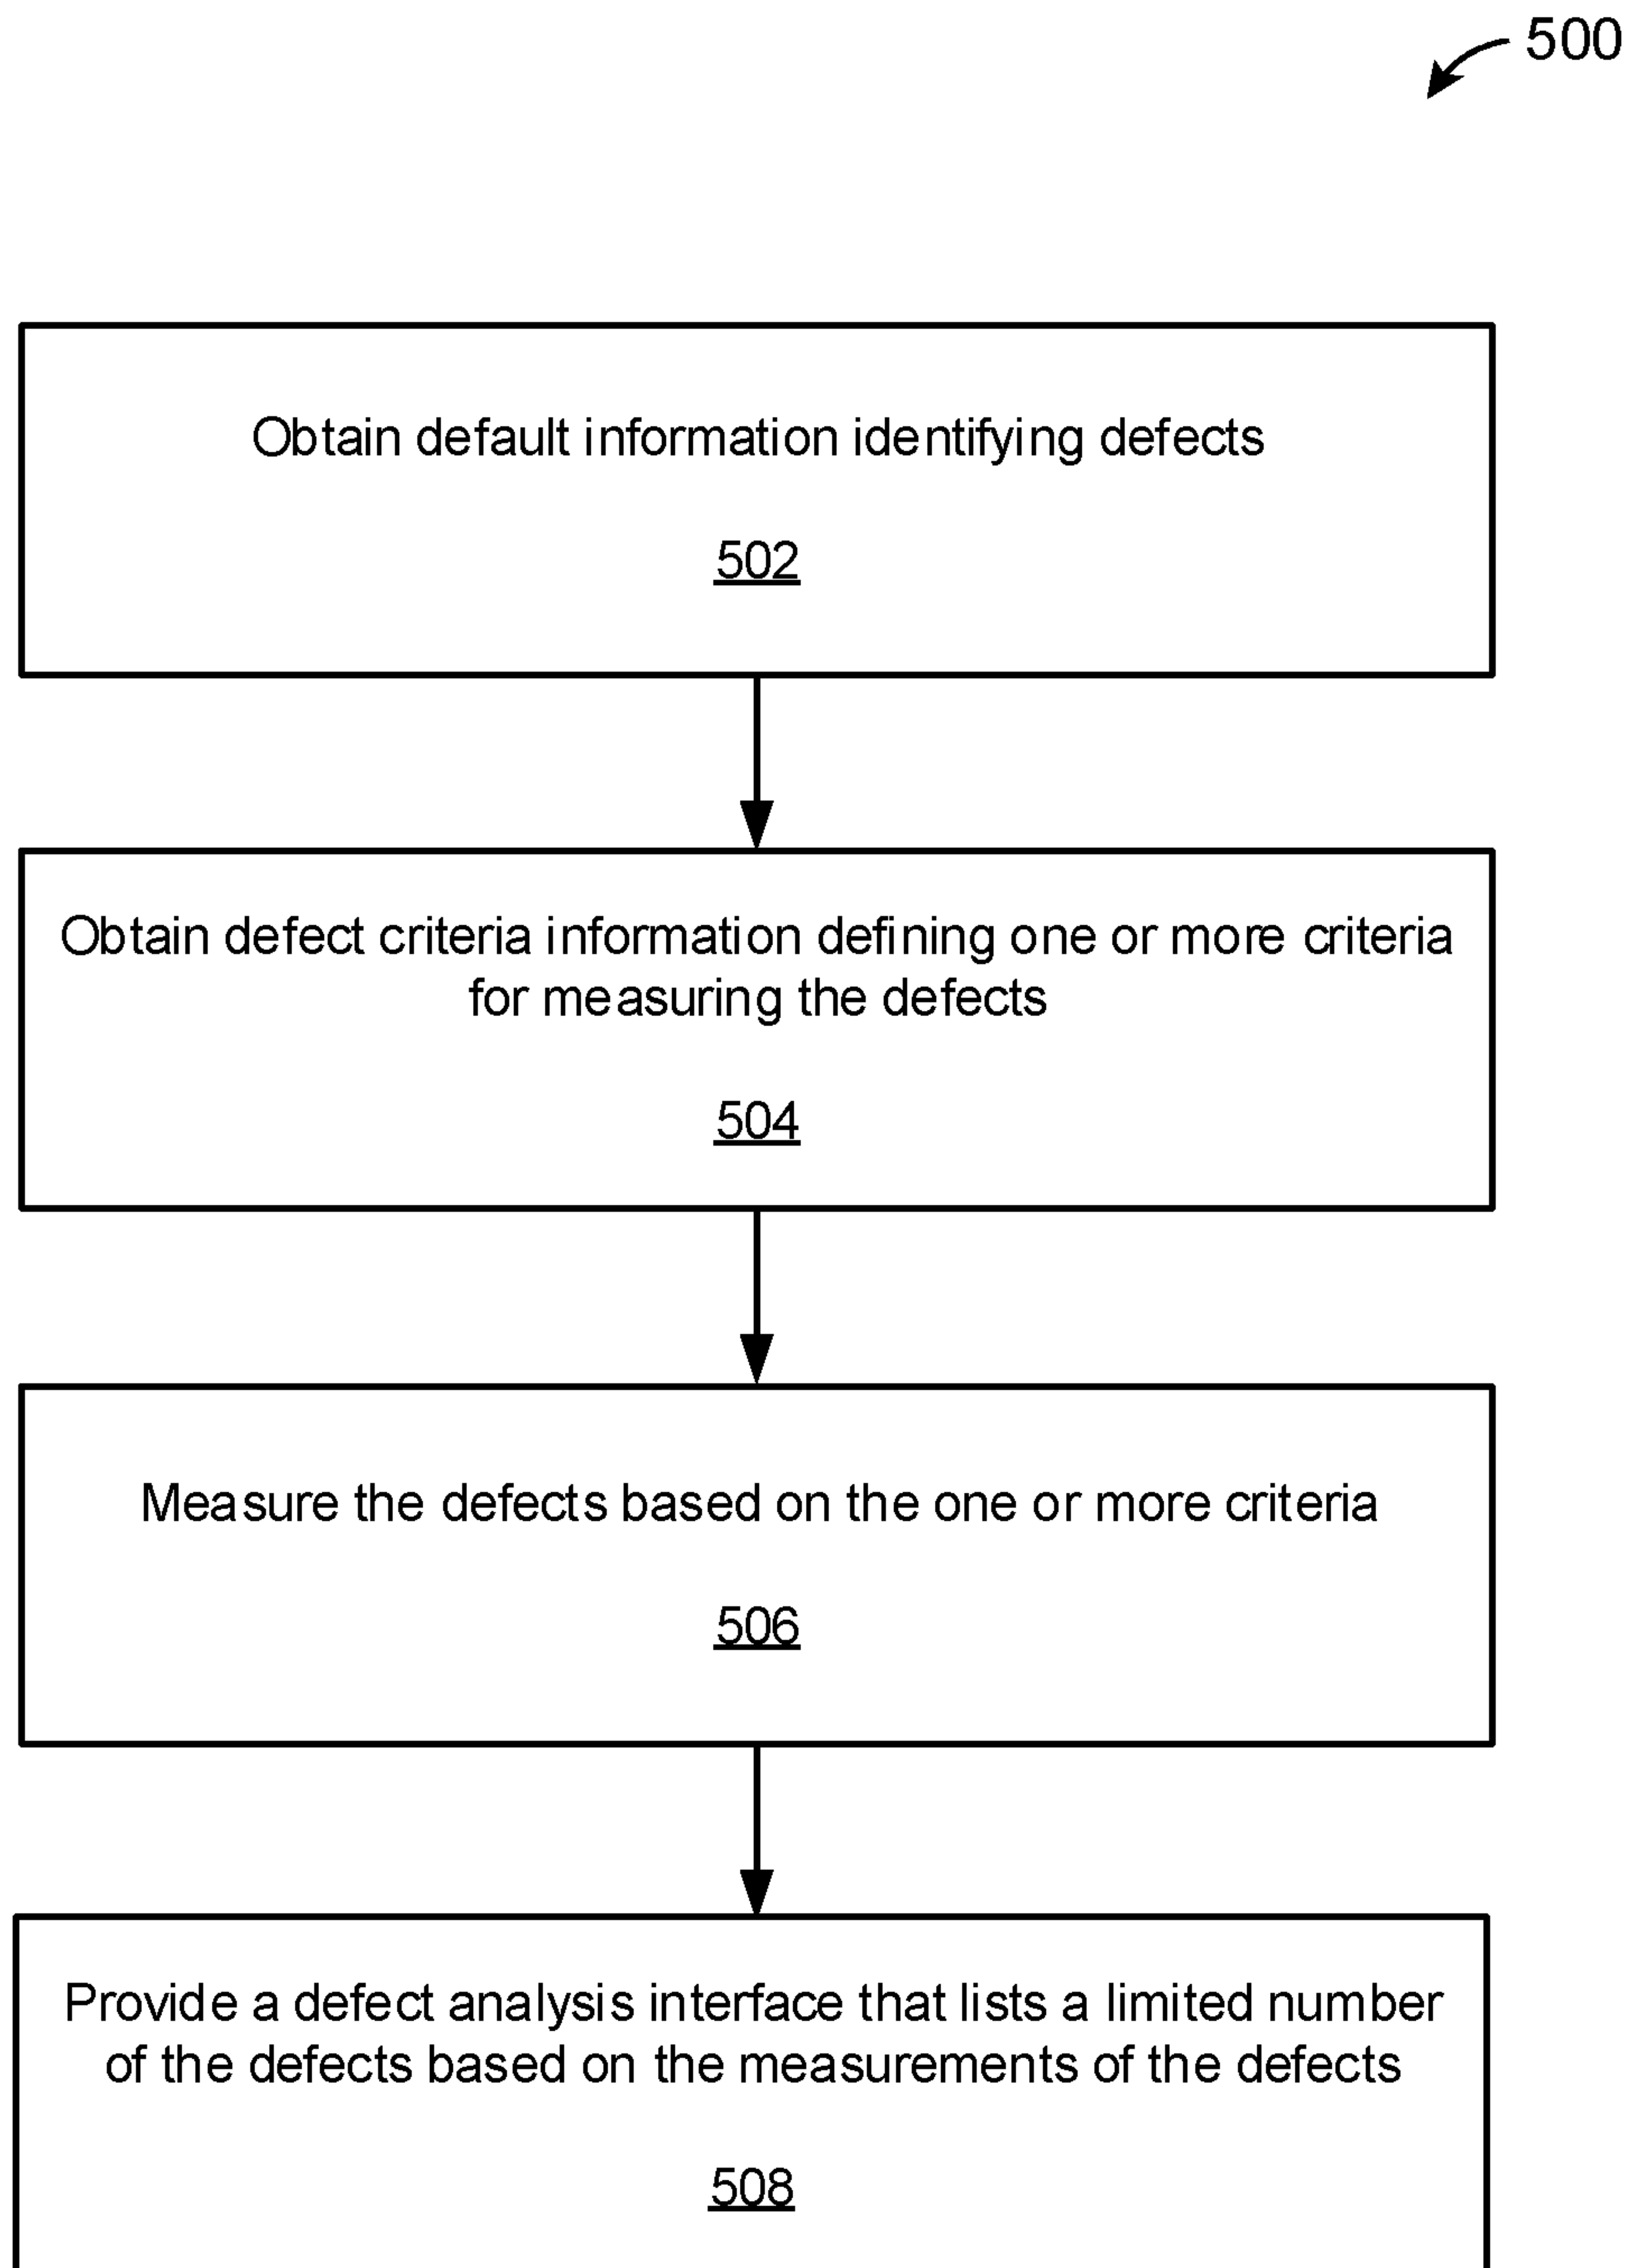 500
Obtain default information identifying defects
502
Obtain defect criteria information defining one or more criteria
for measuring the defects
504
Measure the defects based on the one or more criteria
506
Provide a defect analysis interface that lists a limited number
of the defects based on the measurements of the defects
508